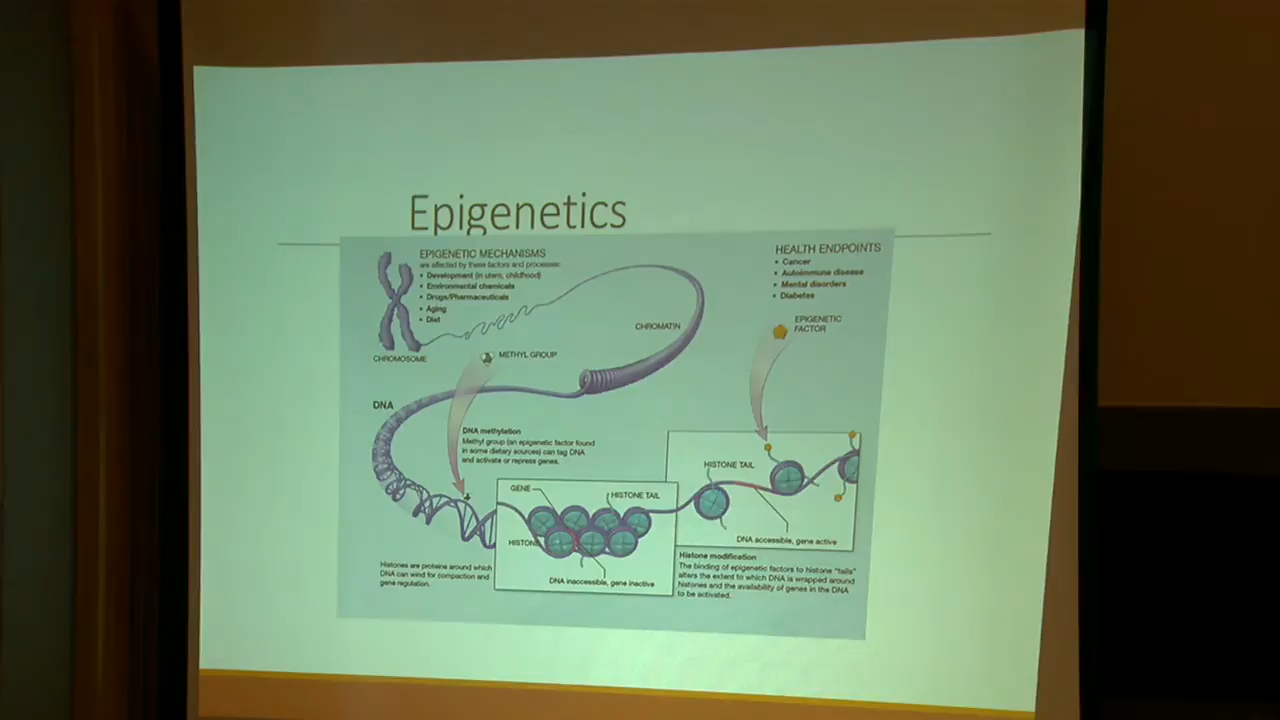 Epigenetics
EPIGENETIC MECHANISMS
are affected by these factors and processes:
• Development (in utero, childhood)
• Environmental chemicals
• Drugs/Pharmaceuticals
• Aging
• Diet
HEALTH ENDPOINTS
• Cancer
• Autoimmune disease
• Mental disorders
• Diabetes
EPIGENETIC
FACTOR
CHROMATIN
CHROMOSOME
METHYL GROUP
DNA
DNA methylation
Methyl group (an epigenetic factor found
in some dietary sources) can tag DNA
and activate or repress genes.
HISTONE TAIL
GENE
HISTONE TAIL
HISTONE
DNA accessible, gene active
DNA inaccessible, gene inactive
Histones are proteins around which
DNA can wind for compaction and
gene regulation.
Histone modification
The binding of epigenetic factors to histone "tails"
alters the extent to which DNA is wrapped around
histones and the availability of genes in the DNA
to be activated.